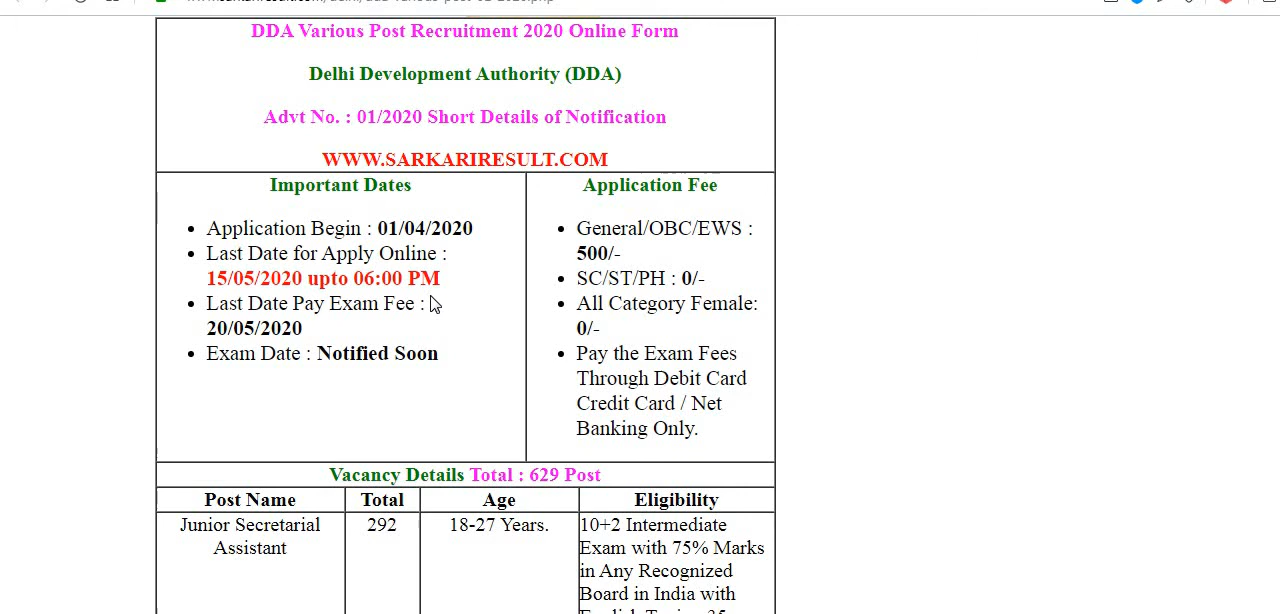 DDA Various Post Recruitment 2020 Online Form
Delhi Development Authority (DDA)
Advt No. : 01/2020 Short Details of Notification
WWW.SARKARIRESULT.COM
Important Dates
Application Begin : 01/04/2020
Last Date for Apply Online :
15/05/2020 upto 06:00 PM
Last Date Pay Exam Fee :
20/05/2020
Exam Date : Notified Soon
Application Fee
General/OBC/EWS :
500/-
SC/ST/PH : 0/-
All Category Female:
0/-
Pay the Exam Fees
Through Debit Card
Credit Card / Net
Banking Only.
Vacancy Details Total : 629 Post
Post Name Total Age Eligibility
Junior Secretarial
Assistant
292
18-27 Years.
10+2 Intermediate
Exam with 75% Marks
in Any Recognized
Board in India with